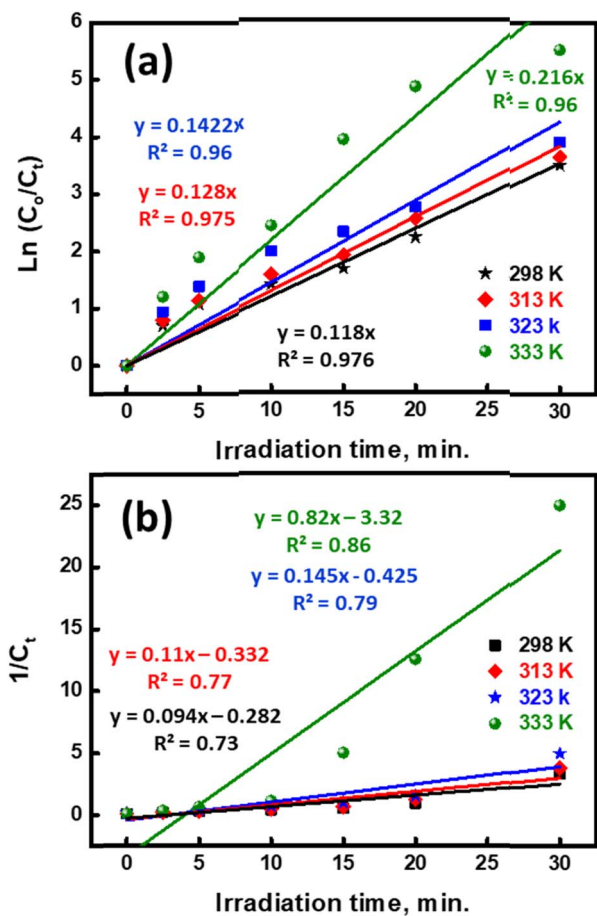 (a)
y = 0.216x
R² = 0.96
y = 0.1422x
R² = 0.96
y = 0.128x
R² = 0.975
y = 0.118x
R² = 0.976
298 K
313 K
323 k
333 K
Ln (C₀/Cₜ)
6
5
4
3
2
1
0
0 5 10 15 20 25 30
Irradiation time, min.
(b)
y = 0.82x – 3.32
R² = 0.86
y = 0.145x - 0.425
R² = 0.79
y = 0.11x – 0.332
R² = 0.77
y = 0.094x – 0.282
R² = 0.73
298 K
313 K
323 k
333 K
1/Cₜ
25
20
15
10
5
0
0 5 10 15 20 25 30
Irradiation time, min.